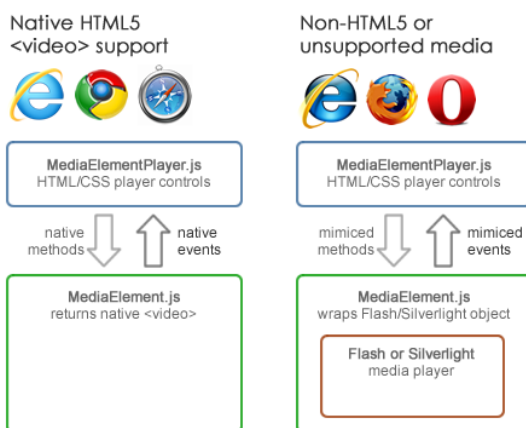 Native HTML5
<video> support
MediaElementPlayer.js
HTML/CSS player controls
native
methods
native
events
MediaElement.js
returns native <video>
Non-HTML5 or
unsupported media
MediaElementPlayer.js
HTML/CSS player controls
mimiced
methods
mimiced
events
MediaElement.js
wraps Flash/Silverlight object
Flash or Silverlight
media player